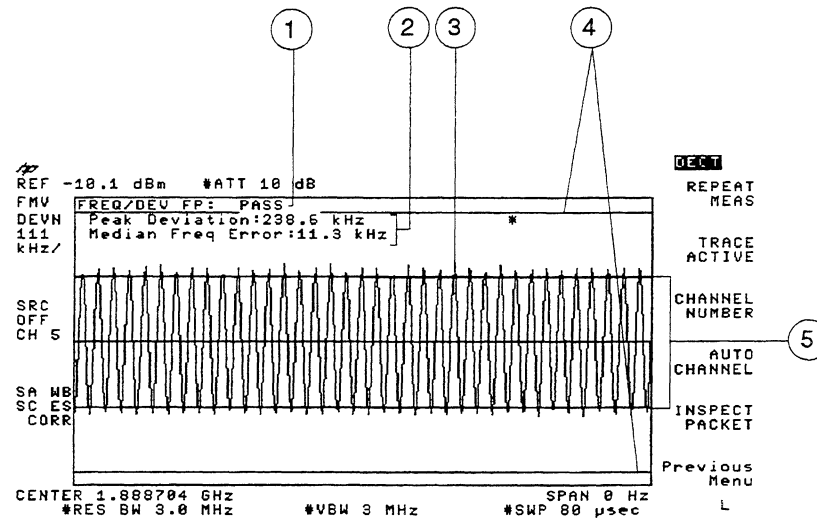 1 2 3 4
hp
REF -10.1 dBm #ATT 10 dB
DECT
FMV
DEVN
111
kHz/
FREQ/DEV FP: PASS
Peak Deviation:238.6 kHz
Median Freq Error:11.3 kHz
*
REPEAT
MEAS
TRACE
ACTIVE
SRC
OFF
CH 5
CHANNEL
NUMBER
5
AUTO
CHANNEL
SA WB
SC ES
CORR
INSPECT
PACKET
Previous
Menu
CENTER 1.888704 GHz SPAN 0 Hz
#RES BW 3.0 MHz #VBW 3 MHz #SWP 80 µsec
L